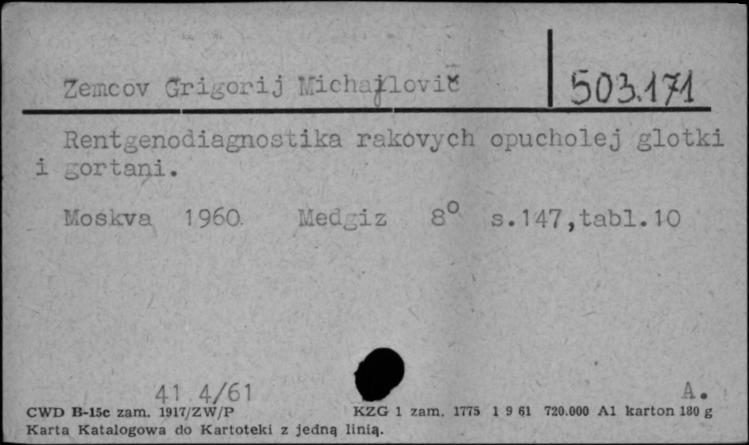 Zemcov Grigorij Michajlovič 503.171
Rentgenodiagnostika rakovych opucholej glotki
i gortani.
Moskva 1960. Medgiz 8° s.147,tabl.10
41 4/61 A.
CWD B-15c zam. 1917/ZW/P KZG 1 zam. 1775 1 9 61 720.000 A1 karton 180 g
Karta Katalogowa do Kartoteki z jedną linią.